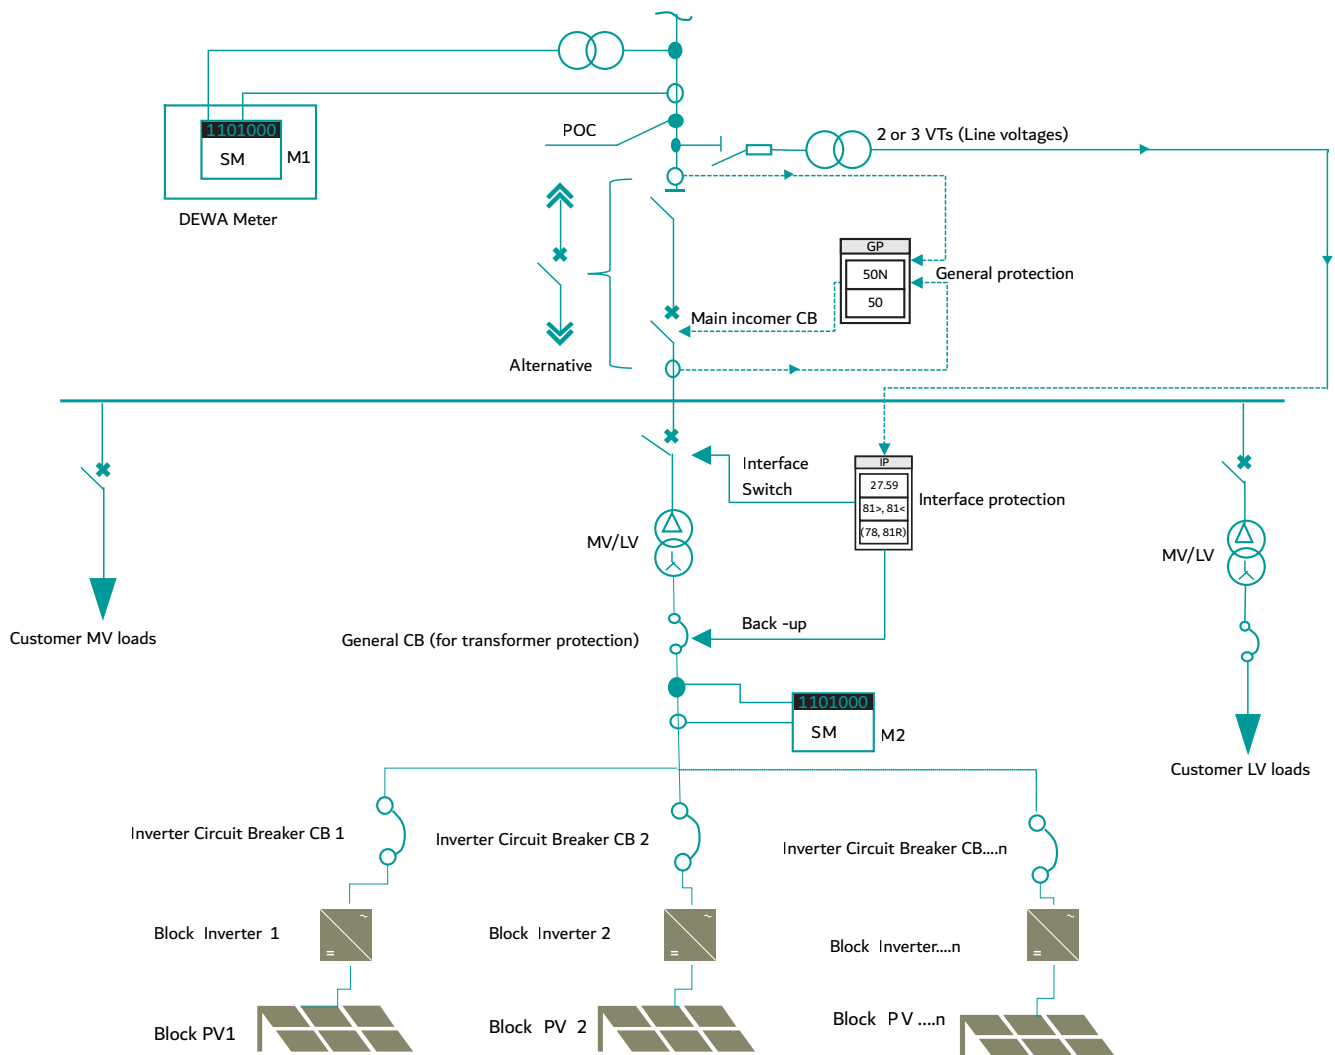 POC
2 or 3 VTs (Line voltages)
1101000
SM
M1
DEWA Meter
GP
50N
50
General protection
Main incomer CB
Alternative
Interface
Switch
IP
27.59
81>, 81<
(78, 81R)
Interface protection
MV/LV
MV/LV
Customer MV loads
General CB (for transformer protection)
Back -up
1101000
SM
M2
Customer LV loads
Inverter Circuit Breaker CB 1
Inverter Circuit Breaker CB 2
Inverter Circuit Breaker CB....n
Block Inverter 1
Block Inverter 2
Block Inverter....n
Block PV1
Block PV 2
Block PV ....n